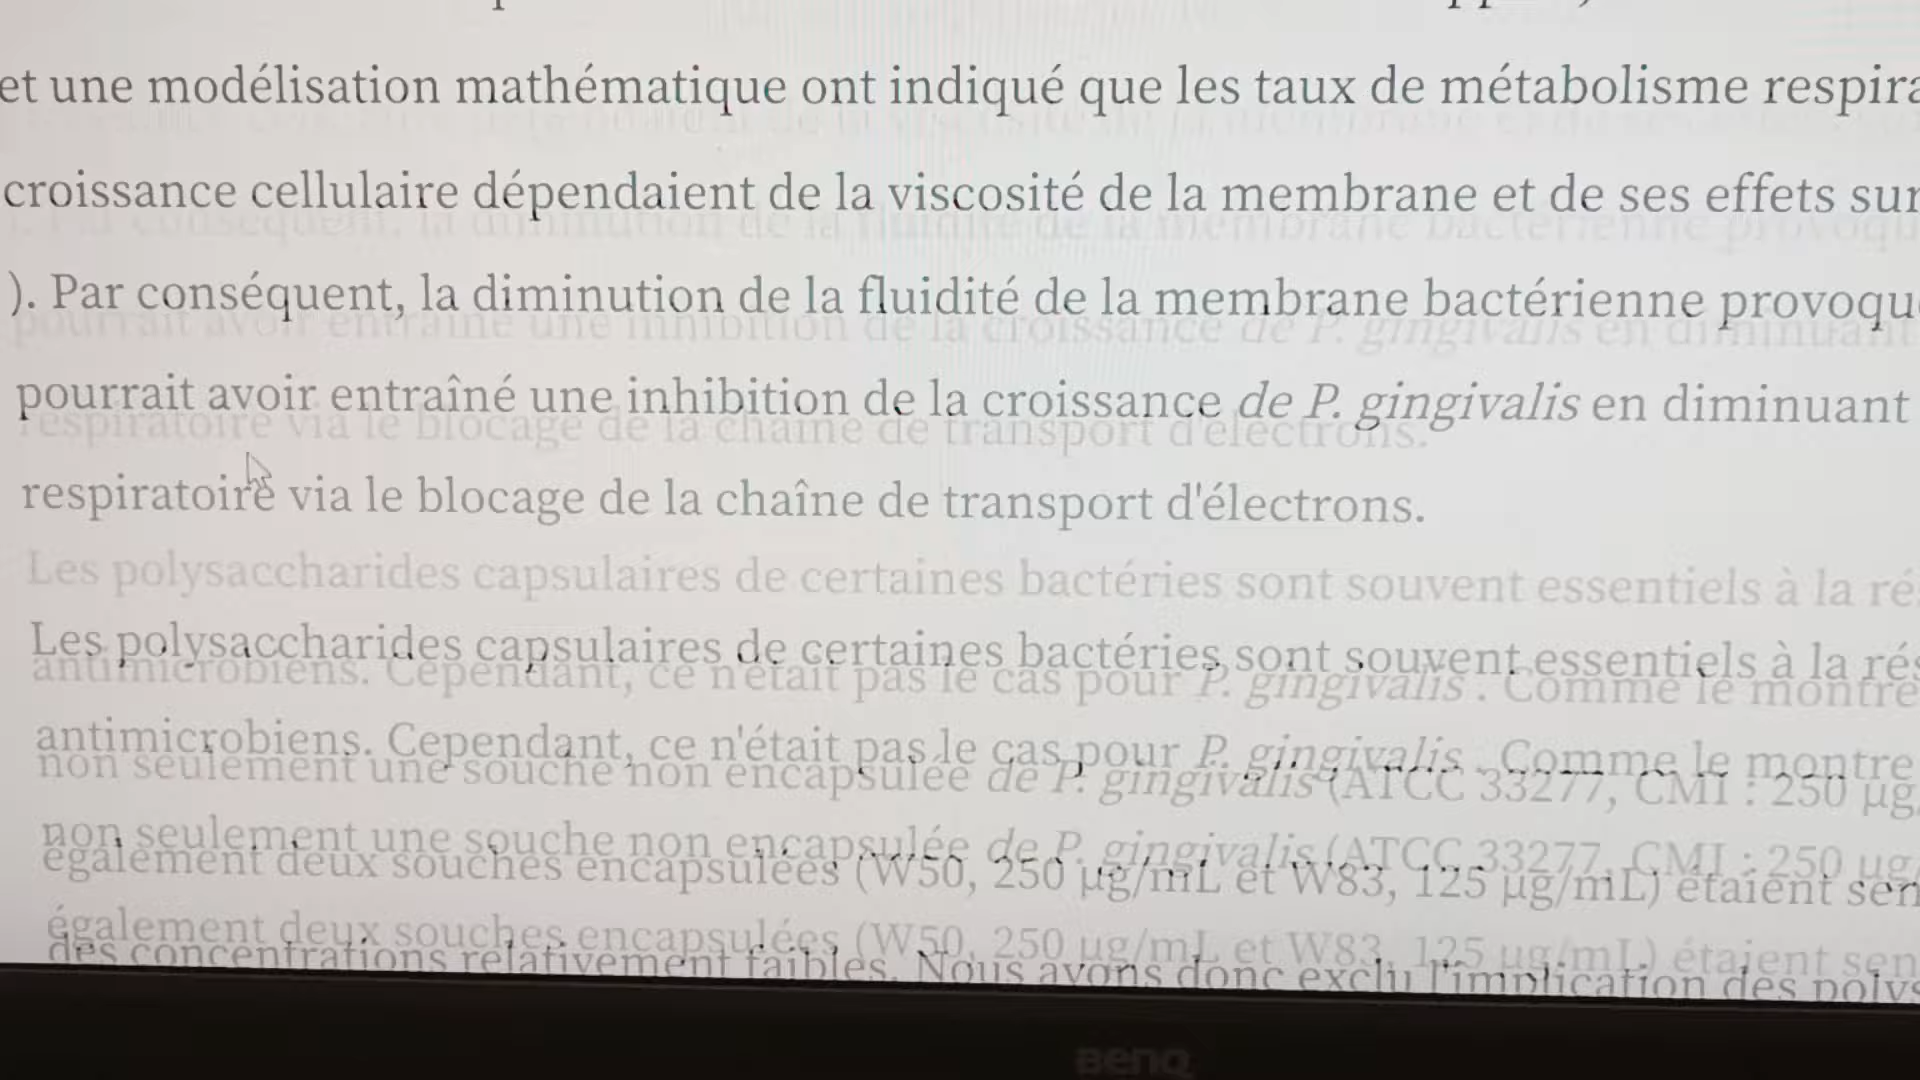 et une modélisation mathématique ont indiqué que les taux de métabolisme
croissance cellulaire dépendaient de la viscosité de la membrane et de ses effets sur
). Par conséquent, la diminution de la fluidité de la membrane bactérienne
pourrait avoir entraîné une inhibition de la croissance de P. gingivalis en diminuant
respiratoire via le blocage de la chaîne de transport d'électrons.
Les polysaccharides capsulaires de certaines bactéries sont souvent essentiels à la
antimicrobiens. Cependant, ce n'était pas le cas pour P. gingivalis . Comme le montre
non seulement une souche non encapsulée de P. gingivalis (ATCC 33277, CMI : 250 µg/
également deux souches encapsulées (W50, 250 µg/mL et W83, 125 µg/mL) étaient
des concentrations relativement faibles. Nous avons donc exclu l'implication des
BenQ